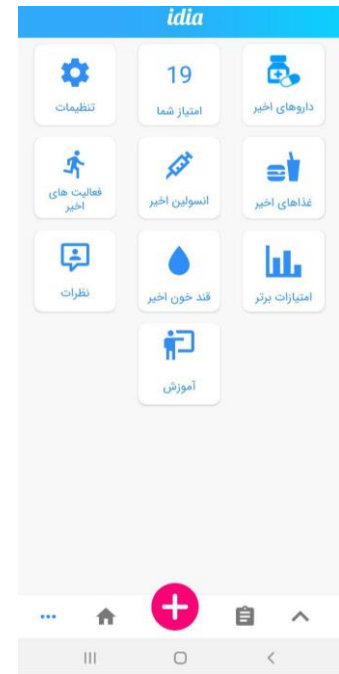 idia
داروهای اخیر
19
امتیاز شما
تنظیمات
غذاهای اخیر
انسولین اخیر
فعالیت های
اخیر
امتیازات برتر
قند خون اخیر
نظرات
آموزش